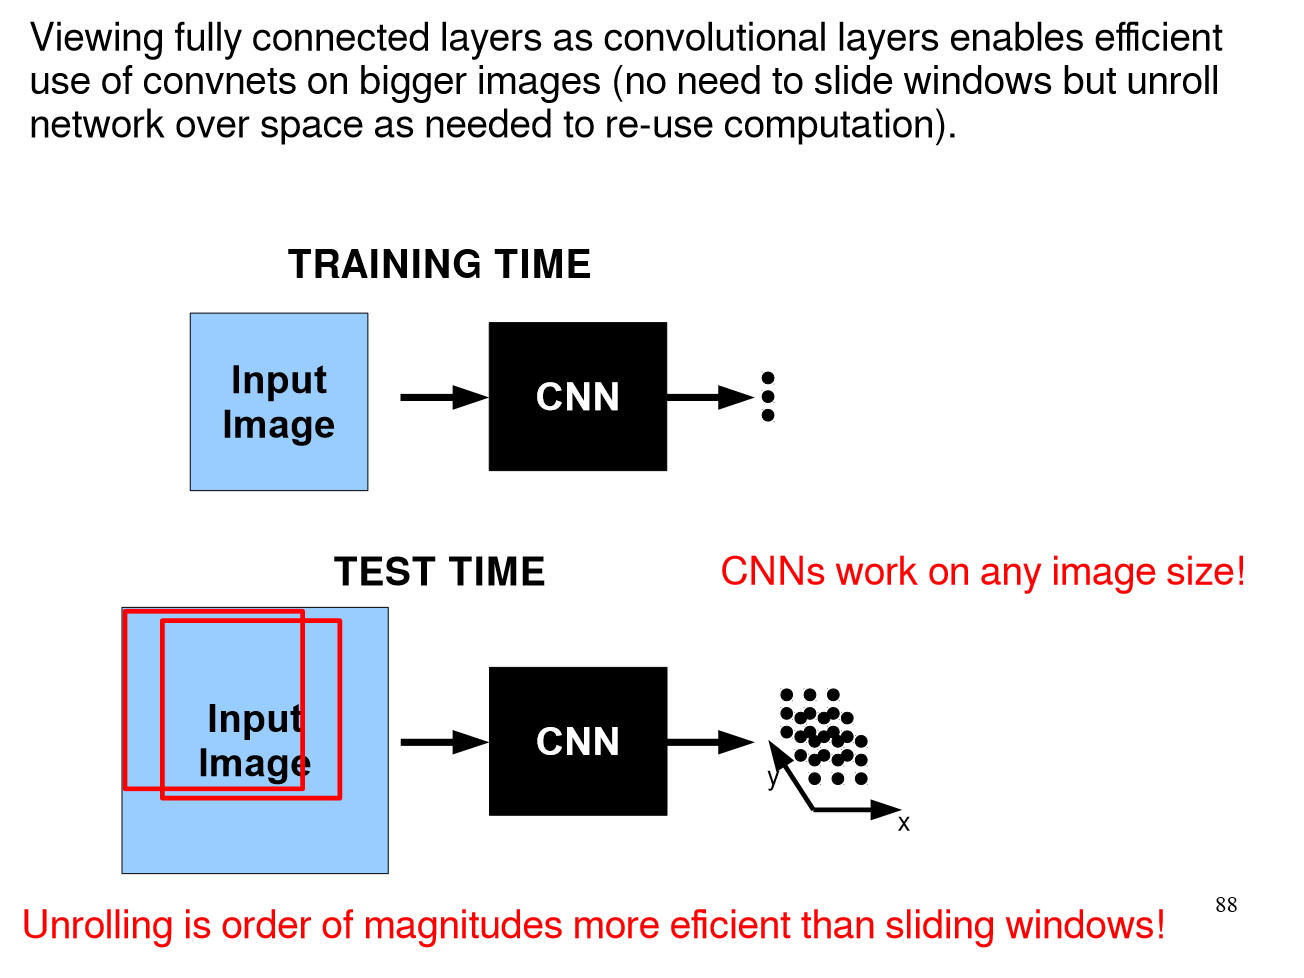 Viewing fully connected layers as convolutional layers enables efficient
use of convnets on bigger images (no need to slide windows but unroll
network over space as needed to re-use computation).
TRAINING TIME
Input
Image
CNN
TEST TIME
CNNs work on any image size!
Input
Image
CNN
y
x
88
Unrolling is order of magnitudes more eficient than sliding windows!